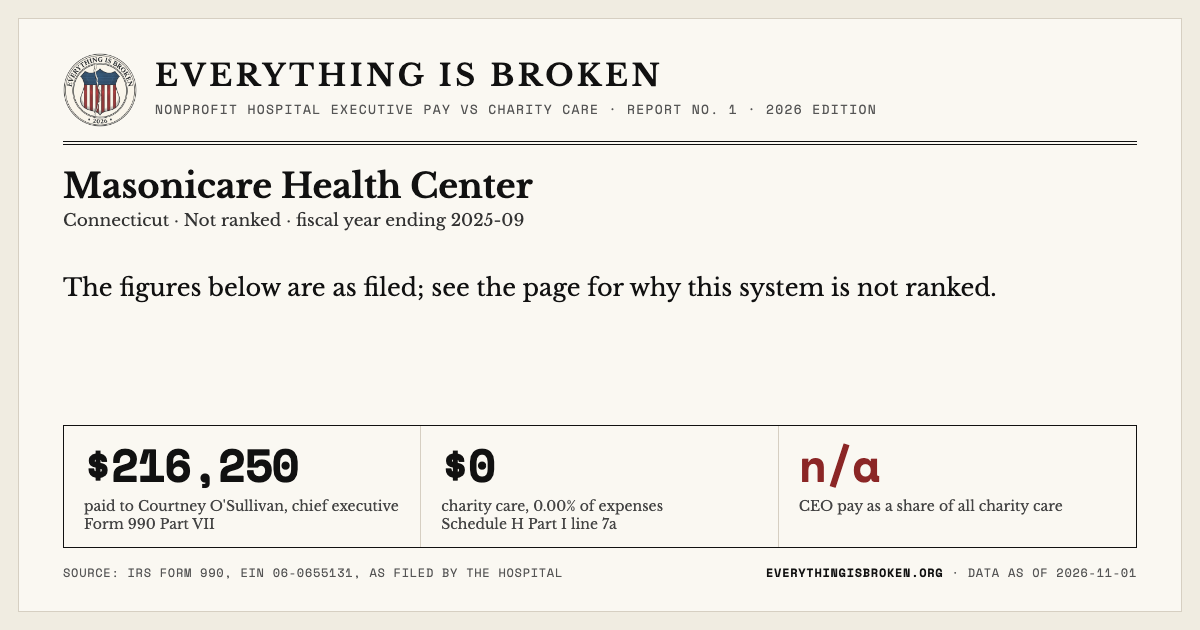 EVERYTHING IS BROKEN
· 2026 ·
EVERYTHING IS BROKEN
NONPROFIT HOSPITAL EXECUTIVE PAY VS CHARITY CARE · REPORT NO. 1 · 2026 EDITION
Masonicare Health Center
Connecticut · Not ranked · fiscal year ending 2025-09
The figures below are as filed; see the page for why this system is not ranked.
$216,250
paid to Courtney O'Sullivan, chief executive
Form 990 Part VII
$0
charity care, 0.00% of expenses
Schedule H Part I line 7a
n/a
CEO pay as a share of all charity care
SOURCE: IRS FORM 990, EIN 06-0655131, AS FILED BY THE HOSPITAL
EVERYTHINGISBROKEN.ORG · DATA AS OF 2026-11-01